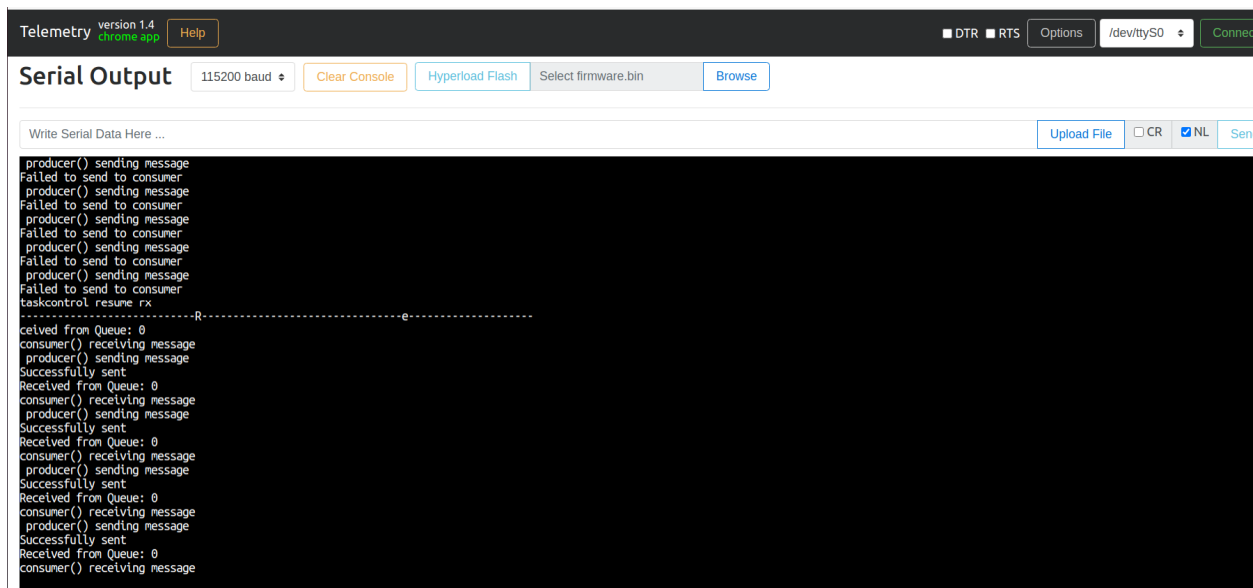 Telemetry version 1.4 chrome app Help DTR RTS Options /dev/ttyS0
Serial Output 115200 baud Clear Console Hyperload Flash Select firmware.bin Browse
Write Serial Data Here ... Upload File CR NL
producer() sending message
Failed to send to consumer
producer() sending message
Failed to send to consumer
producer() sending message
Failed to send to consumer
producer() sending message
Failed to send to consumer
producer() sending message
Failed to send to consumer
taskcontrol resume rx
----------------------------R--------------------------------e--------------------
ceived from Queue: 0
consumer() receiving message
producer() sending message
Successfully sent
Received from Queue: 0
consumer() receiving message
producer() sending message
Successfully sent
Received from Queue: 0
consumer() receiving message
producer() sending message
Successfully sent
Received from Queue: 0
consumer() receiving message
producer() sending message
Successfully sent
Received from Queue: 0
consumer() receiving message